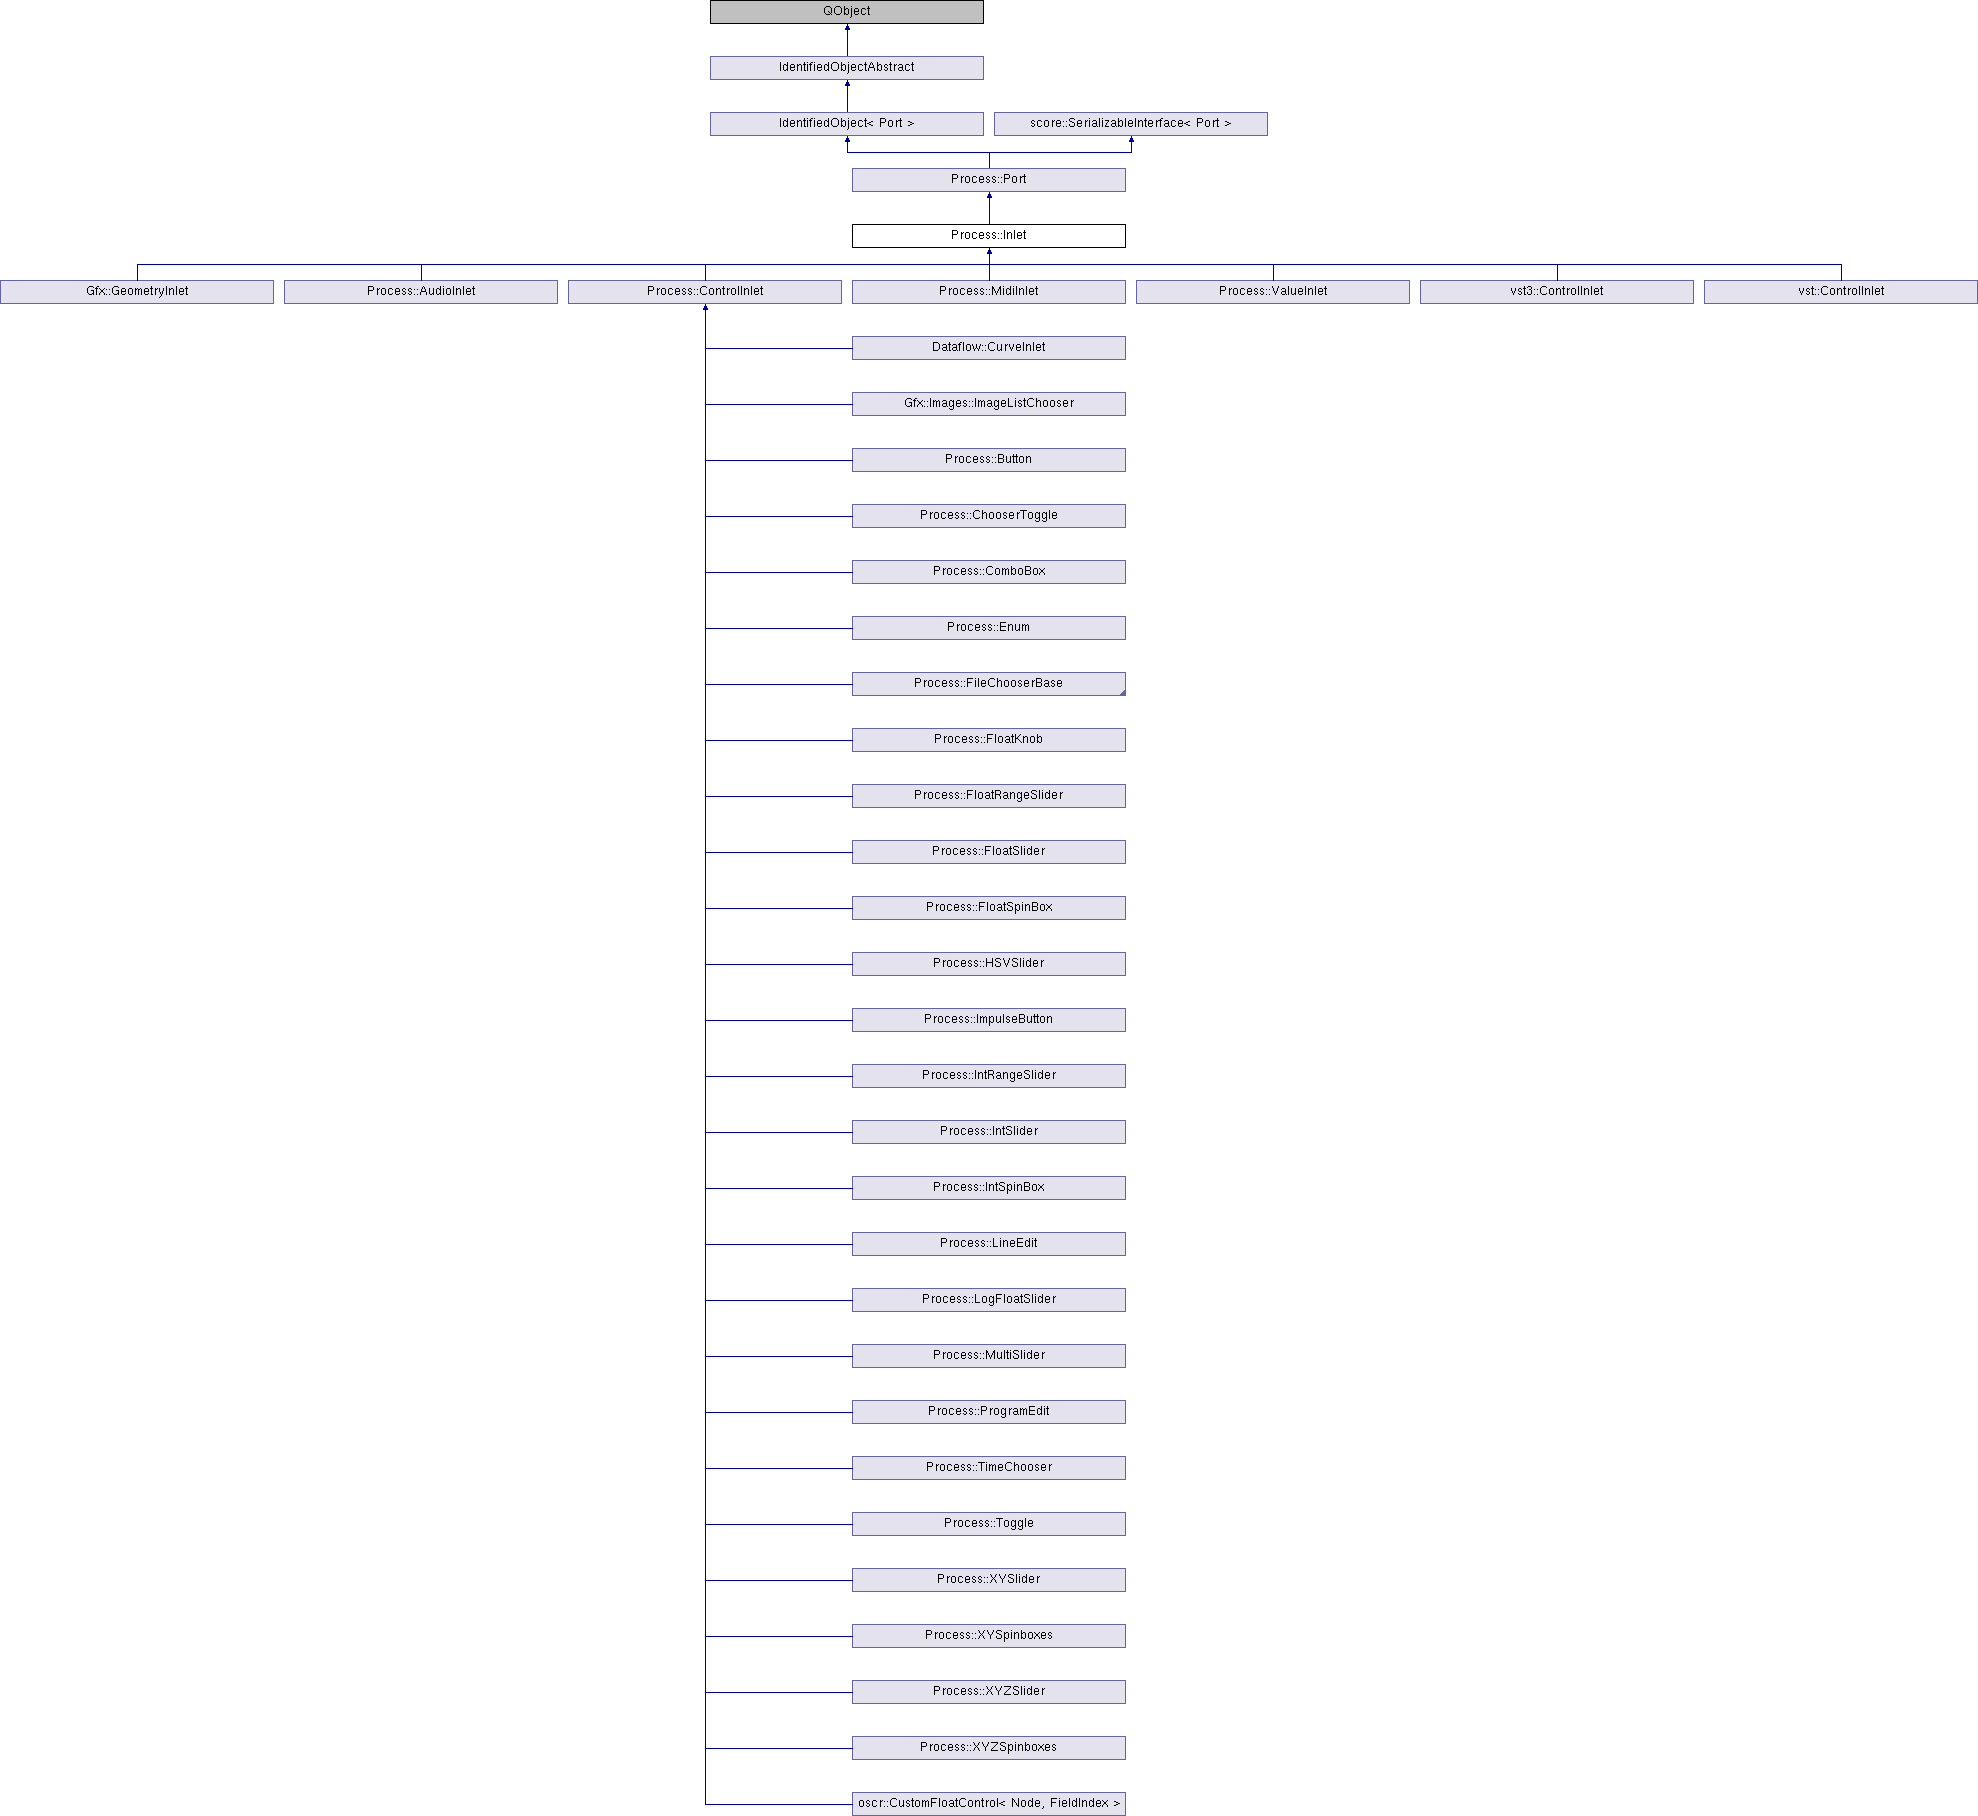 QObject
IdentifiedObjectAbstract
IdentifiedObject< Port >
score::SerializableInterface< Port >
Process::Port
Process::Inlet
Gfx::GeometryInlet
Process::AudioInlet
Process::ControlInlet
Process::MidiInlet
Process::ValueInlet
vst3::ControlInlet
vst::ControlInlet
Dataflow::CurveInlet
Gfx::Images::ImageListChooser
Process::Button
Process::ChooserToggle
Process::ComboBox
Process::Enum
Process::FileChooserBase
Process::FloatKnob
Process::FloatRangeSlider
Process::FloatSlider
Process::FloatSpinBox
Process::HSVSlider
Process::ImpulseButton
Process::IntRangeSlider
Process::IntSlider
Process::IntSpinBox
Process::LineEdit
Process::LogFloatSlider
Process::MultiSlider
Process::ProgramEdit
Process::TimeChooser
Process::Toggle
Process::XYSlider
Process::XYSpinboxes
Process::XYZSlider
Process::XYZSpinboxes
oscr::CustomFloatControl< Node, FieldIndex >